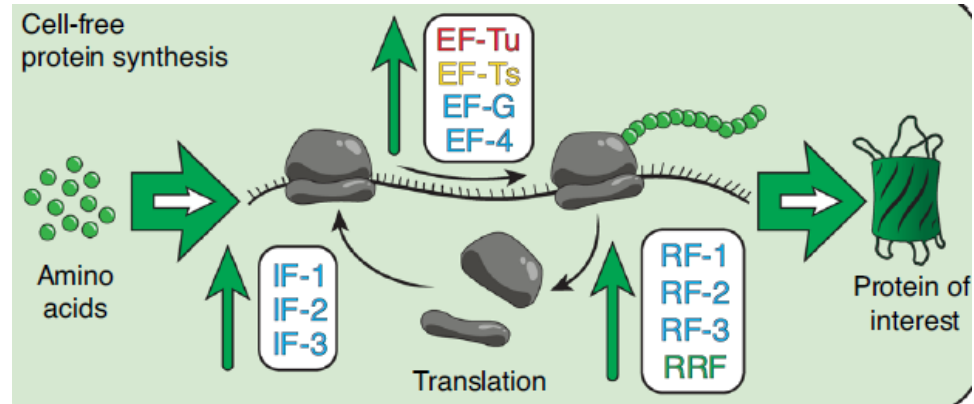 Cell-free
protein synthesis
EF-Tu
EF-Ts
EF-G
EF-4
Amino
acids
IF-1
IF-2
IF-3
Translation
RF-1
RF-2
RF-3
RRF
Protein of
interest